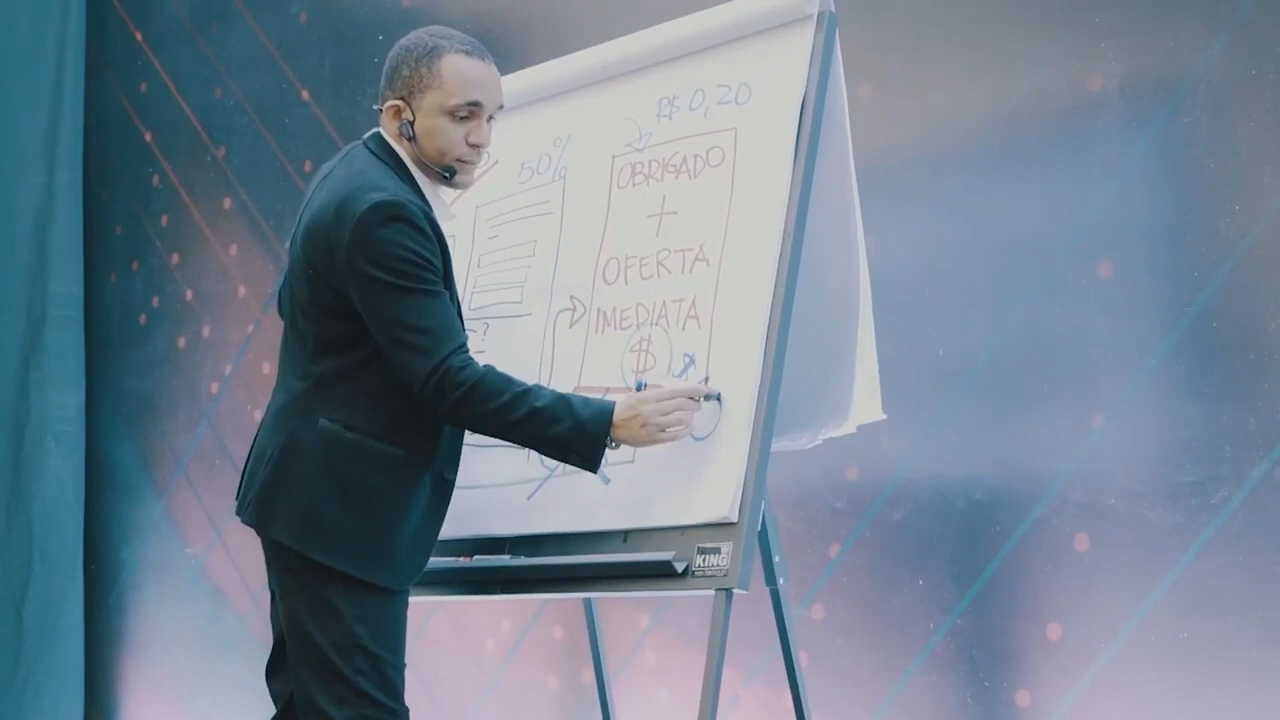 R$ 0,20
50%
OBRIGADO
+
OFERTA
IMEDIATA
$
$
?
KING